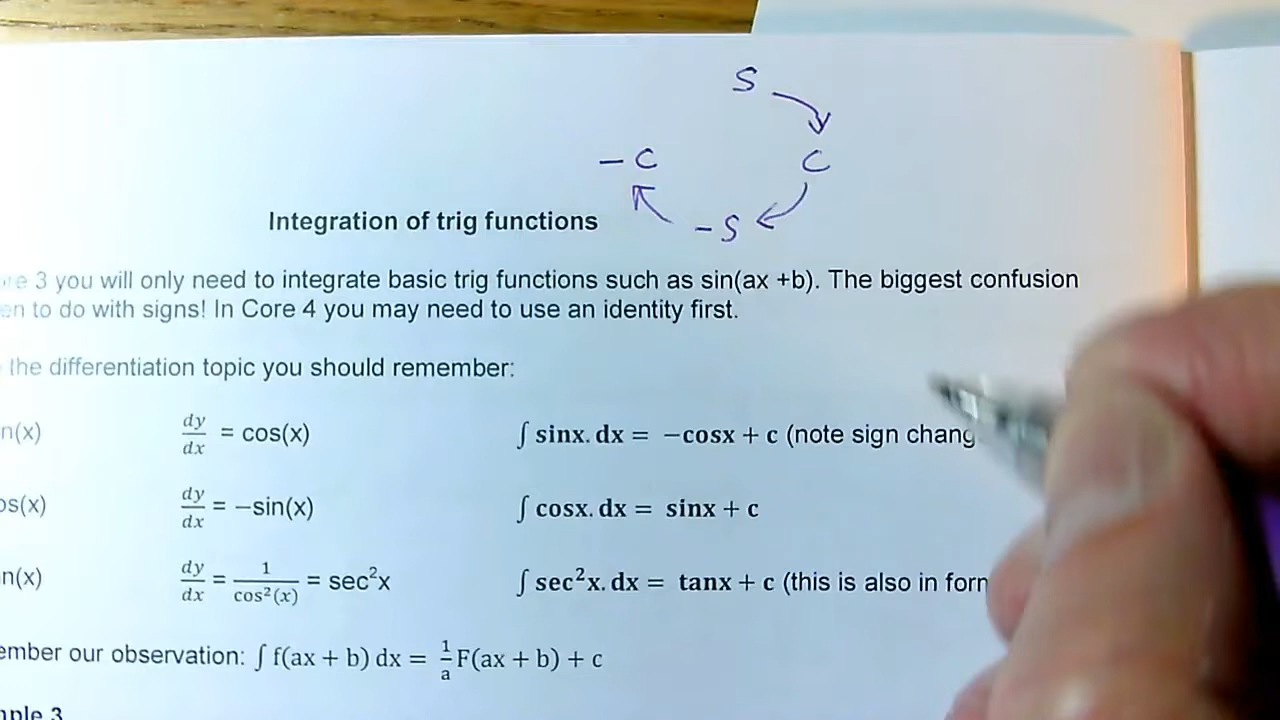 S
- C C
- S
Integration of trig functions
3 you will only need to integrate basic trig functions such as sin(ax +b). The biggest confusion
to do with signs! In Core 4 you may need to use an identity first.
the differentiation topic you should remember:
n(x) dy/dx = cos(x) ∫ sinx. dx = −cosx + c (note sign chang
os(x) dy/dx = −sin(x) ∫ cosx. dx = sinx + c
n(x) dy/dx = 1/cos²(x) = sec²x ∫ sec²x. dx = tanx + c (this is also in form
ember our observation: ∫ f(ax + b) dx = 1/a F(ax + b) + c